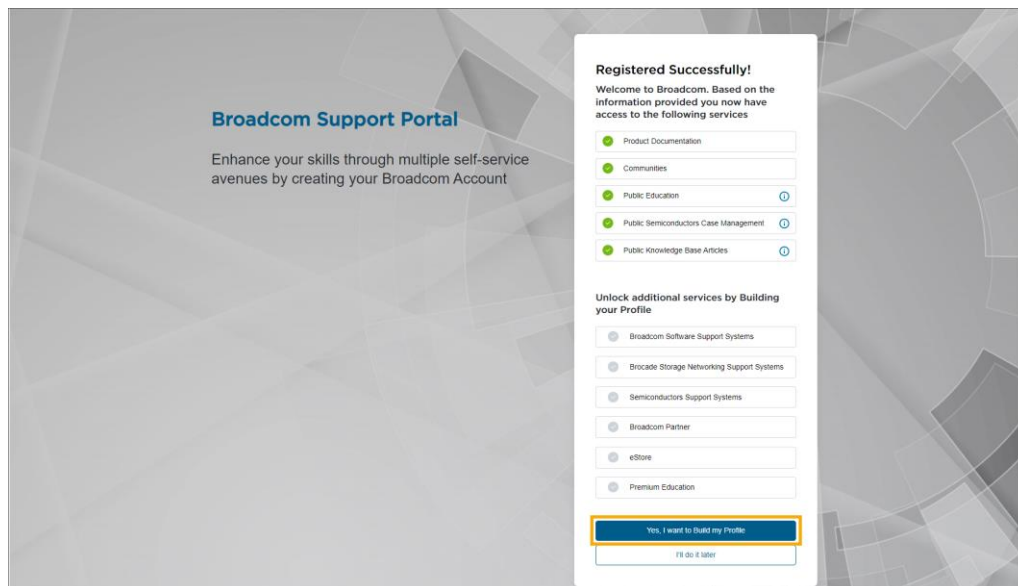 Broadcom Support Portal
Enhance your skills through multiple self-service
avenues by creating your Broadcom Account
Registered Successfully!
Welcome to Broadcom. Based on the
information provided you now have
access to the following services
Product Documentation
Communities
Public Education
Public Semiconductors Case Management
Public Knowledge Base Articles
Unlock additional services by Building
your Profile
Broadcom Software Support Systems
Brocade Storage Networking Support Systems
Semiconductors Support Systems
Broadcom Partner
eStore
Premium Education
Yes, I want to Build my Profile
I'll do it later